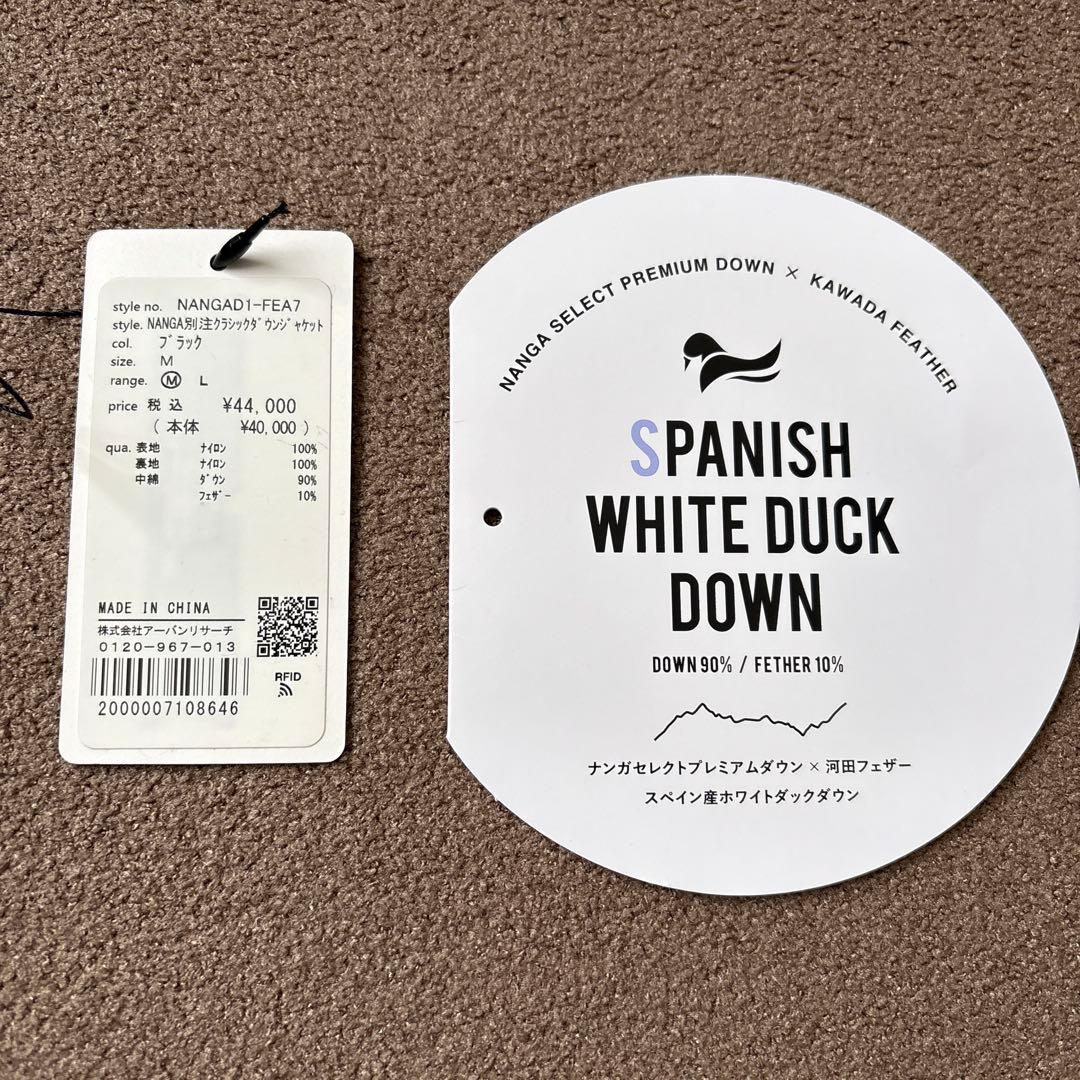 style no. NANGAD1-FEA7
style. NANGA別注クラシックダウンジャケット
col. ブラック
size. M
range. Ⓜ L
price 税込 ¥44,000
( 本体 ¥40,000 )
qua. 表地 ナイロン 100%
裏地 ナイロン 100%
中綿 ダウン 90%
フェザー 10%
MADE IN CHINA
株式会社アーバンリサーチ
0120-967-013
RFID
2000007108646
NANGA SELECT PREMIUM DOWN × KAWADA FEATHER
SPANISH
WHITE DUCK
DOWN
DOWN 90% / FETHER 10%
ナンガセレクトプレミアムダウン × 河田フェザー
スペイン産ホワイトダックダウン